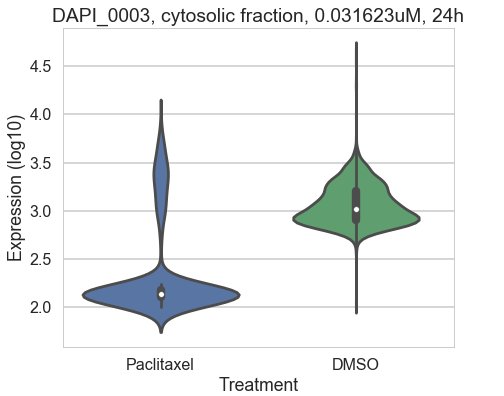 DAPI_0003, cytosolic fraction, 0.031623uM, 24h
Expression (log10)
4.5
4.0
3.5
3.0
2.5
2.0
Paclitaxel DMSO
Treatment